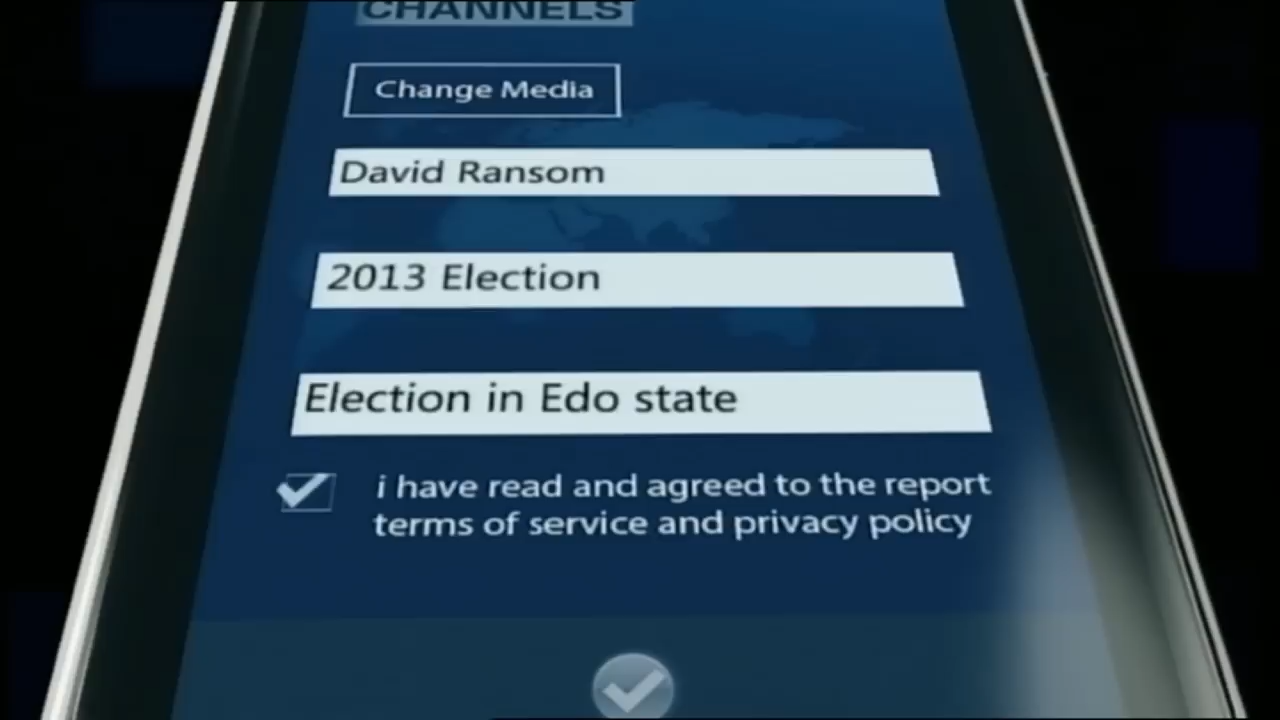 CHANNELS
Change Media
David Ransom
2013 Election
Election in Edo state
i have read and agreed to the report
terms of service and privacy policy